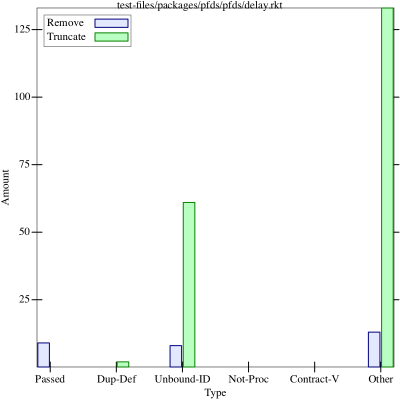 test-files/packages/pfds/pfds/delay.rkt
Remove
Truncate
125
100
75
50
25
Amount
Passed Dup-Def Unbound-ID Not-Proc Contract-V Other
Type